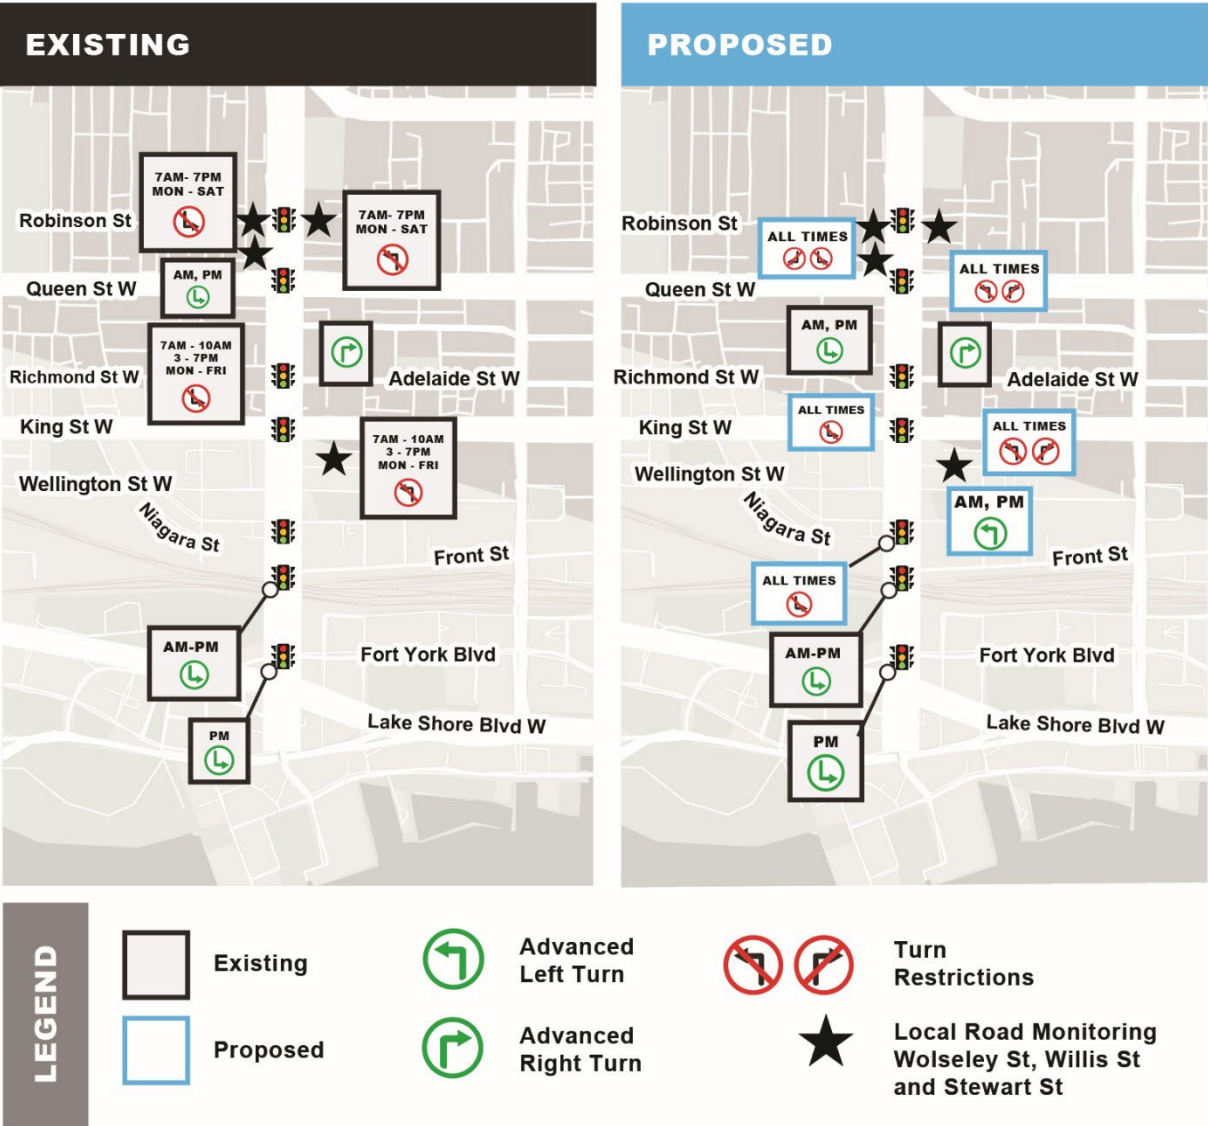 EXISTING
7AM- 7PM
MON - SAT
Robinson St
7AM- 7PM
MON - SAT
AM, PM
Queen St W
7AM - 10AM
3 - 7PM
MON - FRI
Richmond St W
Adelaide St W
King St W
7AM - 10AM
3 - 7PM
MON - FRI
Wellington St W
Niagara St
Front St
AM-PM
Fort York Blvd
PM
Lake Shore Blvd W
PROPOSED
Robinson St
ALL TIMES
ALL TIMES
Queen St W
AM, PM
Richmond St W
Adelaide St W
ALL TIMES
King St W
ALL TIMES
Wellington St W
AM, PM
Niagara St
Front St
ALL TIMES
AM-PM
Fort York Blvd
PM
Lake Shore Blvd W
LEGEND
Existing
Proposed
Advanced
Left Turn
Advanced
Right Turn
Turn
Restrictions
Local Road Monitoring
Wolseley St, Willis St
and Stewart St